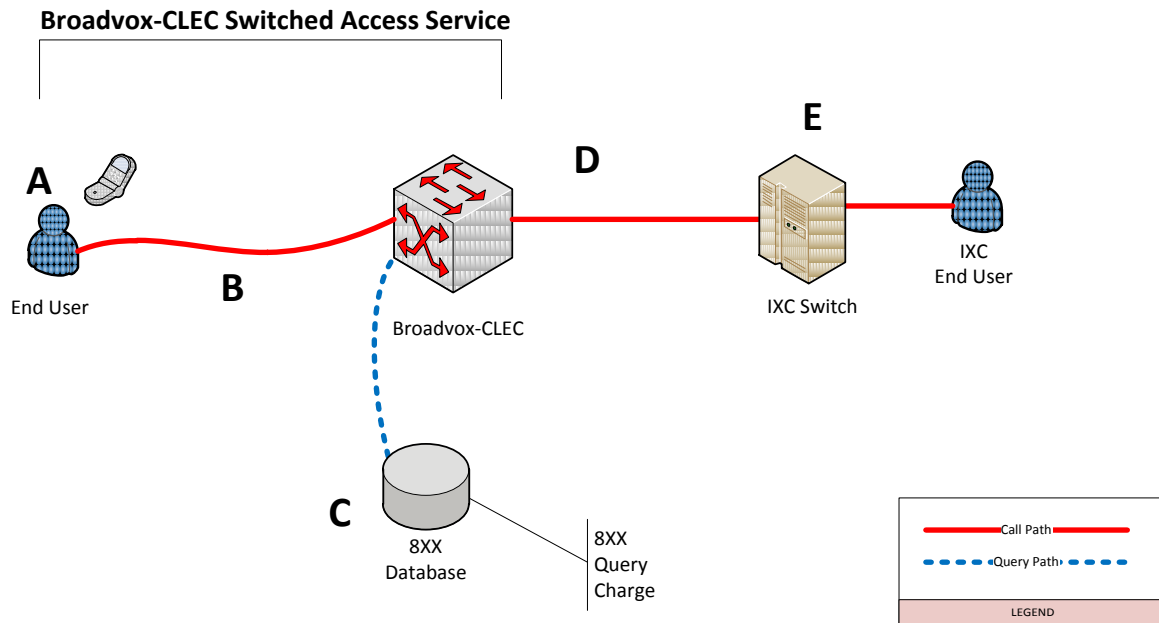 Broadvox-CLEC Switched Access Service
E
D
A
B
IXC
End User
IXC Switch
End User
Broadvox-CLEC
C
8XX
Database
8XX
Query
Charge
Call Path
Query Path
LEGEND